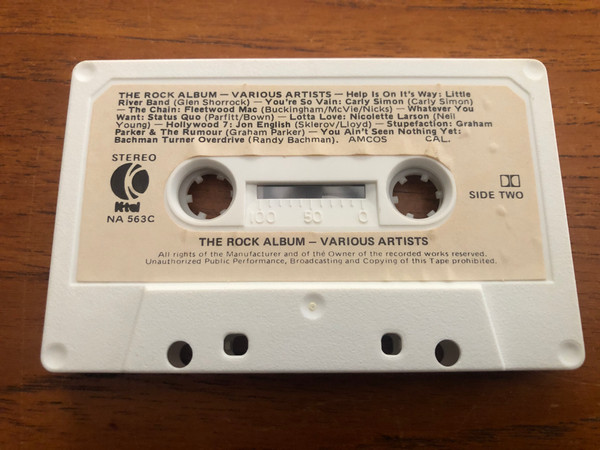 THE ROCK ALBUM — VARIOUS ARTISTS — Help Is On It's Way: Little
River Band (Glen Shorrock) — You're So Vain: Carly Simon (Carly Simon)
— The Chain: Fleetwood Mac (Buckingham/McVie/Nicks) — Whatever You
Want: Status Quo (Parfitt/Bown) — Lotta Love: Nicolette Larson (Neil
Young) — Hollywood 7: Jon English (Sklerov/Lloyd) — Stupefaction: Graham
Parker & The Rumour (Graham Parker) — You Ain't Seen Nothing Yet:
Bachman Turner Overdrive (Randy Bachman). AMCOS CAL.
STEREO
K-tel
NA 563C
100 50 0
SIDE TWO
THE ROCK ALBUM — VARIOUS ARTISTS
All rights of the Manufacturer and of the Owner of the recorded works reserved.
Unauthorized Public Performance, Broadcasting and Copying of this Tape prohibited.